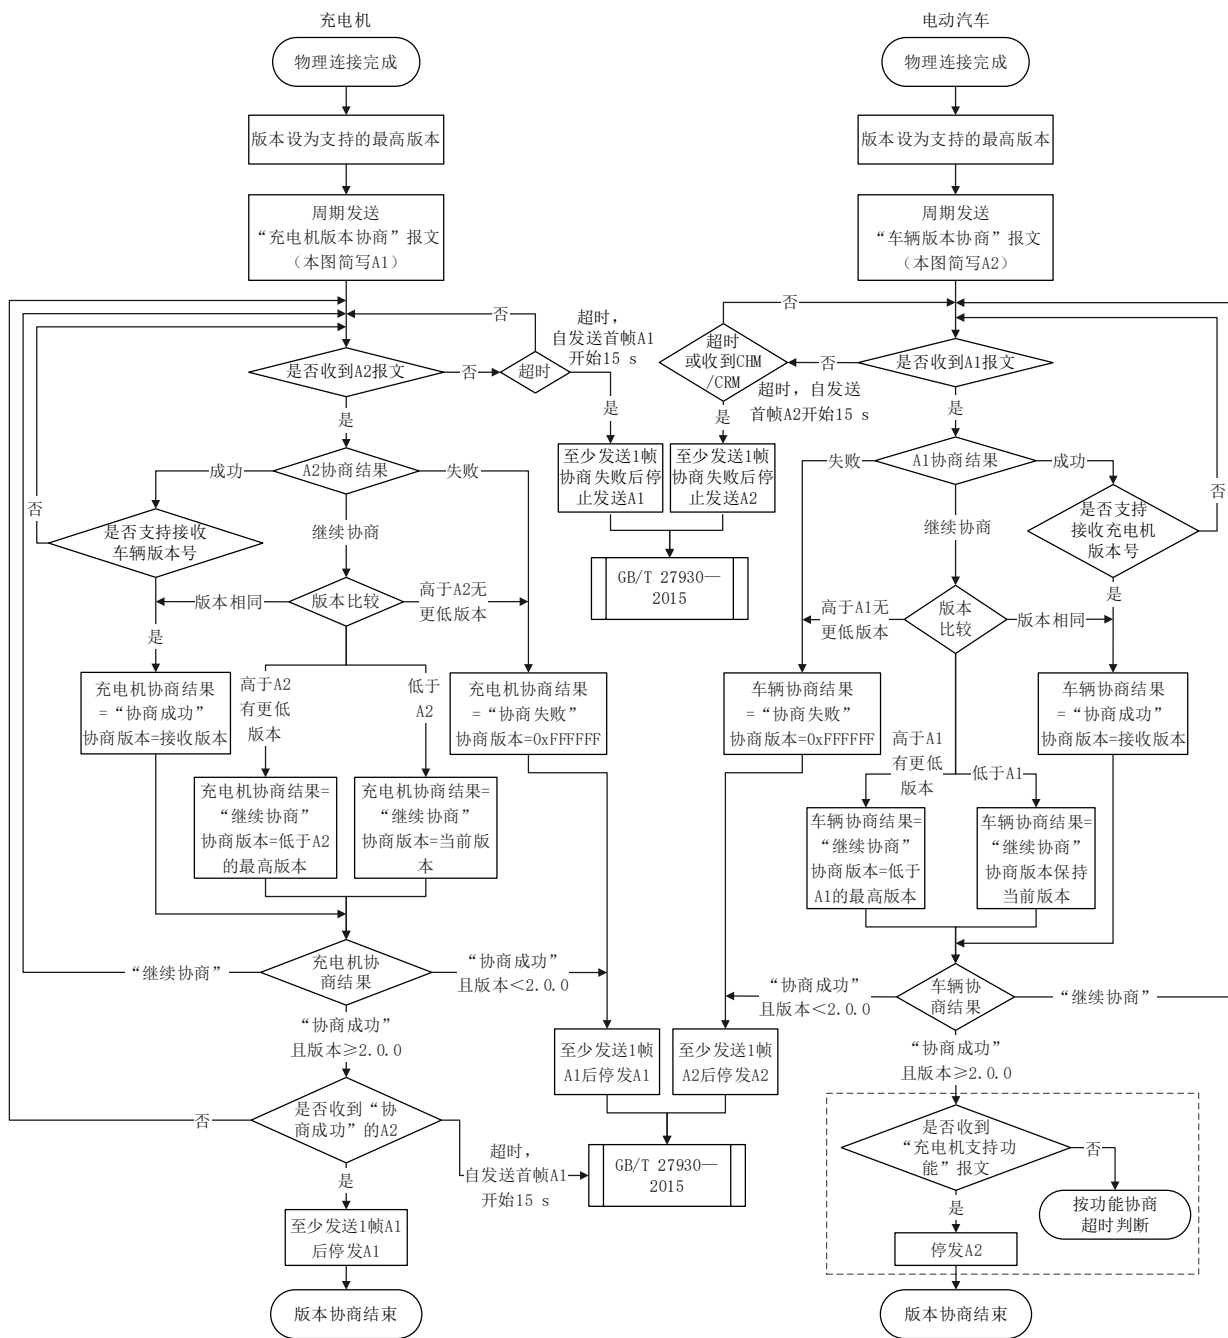 充电机
电动汽车
物理连接完成
物理连接完成
版本设为支持的最高版本
版本设为支持的最高版本
周期发送
“充电机版本协商”报文
（本图简写A1）
周期发送
“车辆版本协商”报文
（本图简写A2）
否
超时，
自发送首帧A1
开始15 s
否
超时
或收到CHM
/CRM
是否收到A2报文
否
超时
否
是否收到A1报文
超时，自发送
首帧A2开始15 s
是
是
是
是
至少发送1帧
协商失败后停
止发送A1
至少发送1帧
协商失败后停
止发送A2
成功
A2协商结果
失败
失败
A1协商结果
成功
否
否
是否支持接收
车辆版本号
继续协商
继续协商
是否支持
接收充电机
版本号
GB/T 27930—
2015
版本相同
版本比较
高于A2无
更低版本
高于A1无
更低版本
版本
比较
版本相同
是
是
充电机协商结果
=“协商成功”
协商版本=接收版本
高于A2
有更低
版本
低于
A2
充电机协商结果
=“协商失败”
协商版本=0xFFFFFF
车辆协商结果
=“协商失败”
协商版本=0xFFFFFF
车辆协商结果
=“协商成功”
协商版本=接收版本
高于A1
有更低
版本
低于A1
充电机协商结果=
“继续协商”
协商版本=低于A2
的最高版本
充电机协商结果=
“继续协商”
协商版本=当前版
本
车辆协商结果=
“继续协商”
协商版本=低于
A1的最高版本
车辆协商结果=
“继续协商”
协商版本保持
当前版本
“继续协商”
充电机协
商结果
“协商成功”
且版本＜2.0.0
“协商成功”
且版本＜2.0.0
车辆协
商结果
“继续协商”
“协商成功”
且版本≥2.0.0
至少发送1帧
A1后停发A1
至少发送1帧
A2后停发A2
“协商成功”
且版本≥2.0.0
否
是否收到“协
商成功”的A2
超时，
自发送首帧A1
开始15 s
GB/T 27930—
2015
是否收到
“充电机支持功
能”报文
否
是
是
按功能协商
超时判断
至少发送1帧A1
后停发A1
停发A2
版本协商结束
版本协商结束